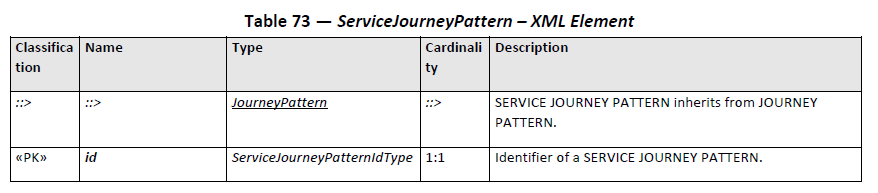 Table 73 — ServiceJourneyPattern – XML Element
Classifica Name Type Cardinali Description
tion ty
::> ::> JourneyPattern ::> SERVICE JOURNEY PATTERN inherits from JOURNEY
PATTERN.
«PK» id ServiceJourneyPatternIdType 1:1 Identifier of a SERVICE JOURNEY PATTERN.